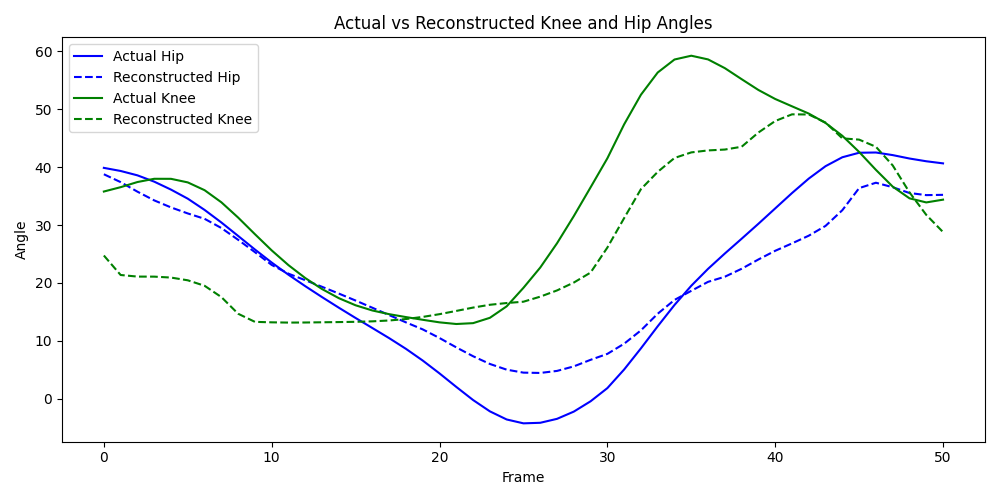 Actual vs Reconstructed Knee and Hip Angles
Actual Hip
Reconstructed Hip
Actual Knee
Reconstructed Knee
Angle
60
50
40
30
20
10
0
0 10 20 30 40 50
Frame